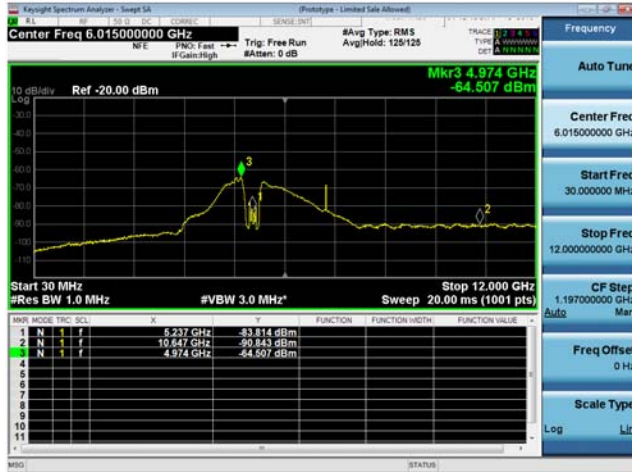 Keysight Spectrum Analyzer - Swept SA (Prototype - Limited Sale Allowed)
RL RF 50 Ω DC CORREC SENSE:INT
Center Freq 6.015000000 GHz
NFE PNO: Fast Trig: Free Run #Avg Type: RMS TRACE 1 2 3 4 5 6
IFGain:High #Atten: 0 dB Avg|Hold: 125/125 TYPE
DET A N N N N N
Mkr3 4.974 GHz
-64.507 dBm
10 dB/div Ref -20.00 dBm
Log
-30.0
-40.0
-50.0
-60.0
-70.0
-80.0
-90.0
-100
-110
3
1
2
Start 30 MHz Stop 12.000 GHz
#Res BW 1.0 MHz #VBW 3.0 MHz* Sweep 20.00 ms (1001 pts)
MKR MODE TRC SCL X Y FUNCTION FUNCTION WIDTH FUNCTION VALUE
1 N 1 f 5.237 GHz -83.814 dBm
2 N 1 f 10.647 GHz -90.843 dBm
3 N 1 f 4.974 GHz -64.507 dBm
4
5
6
7
8
9
10
11
MSG STATUS
Frequency
Auto Tune
Center Freq
6.015000000 GHz
Start Freq
30.000000 MHz
Stop Freq
12.000000000 GHz
CF Step
1.197000000 GHz
Auto Man
Freq Offset
0 Hz
Scale Type
Log Lin